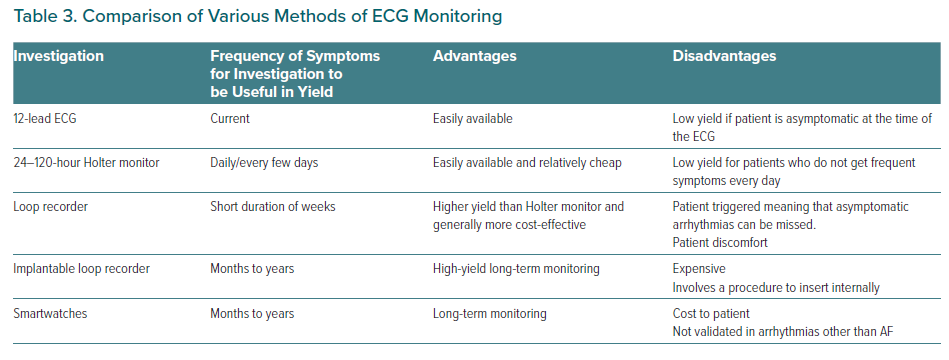 Table 3. Comparison of Various Methods of ECG Monitoring
Investigation
Frequency of Symptoms
for Investigation to
be Useful in Yield
Advantages
Disadvantages
12-lead ECG
Current
Easily available
Low yield if patient is asymptomatic at the time of
the ECG
24–120-hour Holter monitor
Daily/every few days
Easily available and relatively cheap
Low yield for patients who do not get frequent
symptoms every day
Loop recorder
Short duration of weeks
Higher yield than Holter monitor and
generally more cost-effective
Patient triggered meaning that asymptomatic
arrhythmias can be missed.
Patient discomfort
Implantable loop recorder
Months to years
High-yield long-term monitoring
Expensive
Involves a procedure to insert internally
Smartwatches
Months to years
Long-term monitoring
Cost to patient
Not validated in arrhythmias other than AF